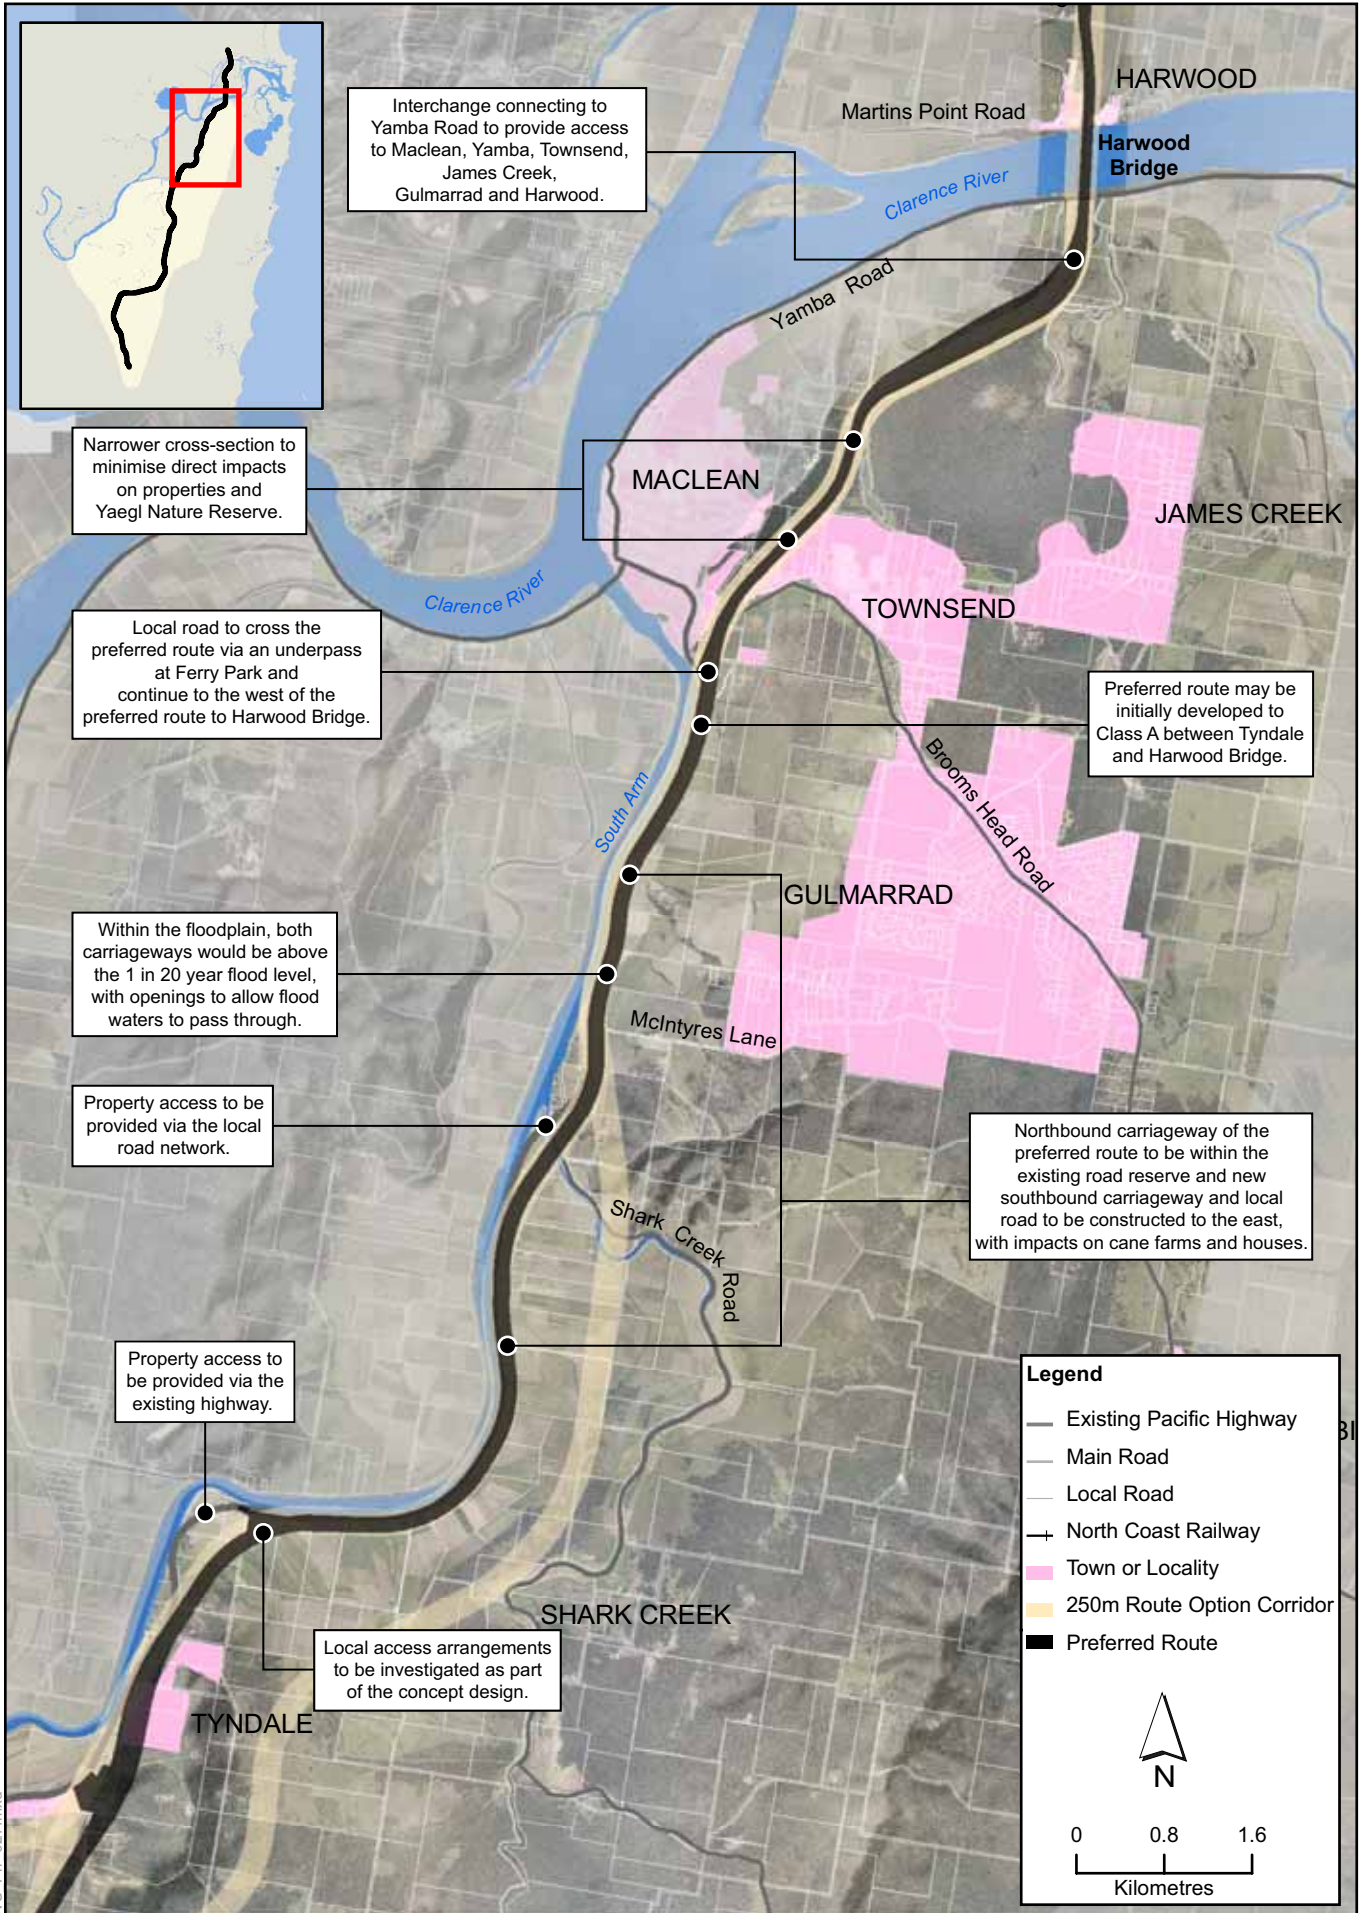 HARWOOD
Martins Point Road
Harwood
Bridge
Interchange connecting to
Yamba Road to provide access
to Maclean, Yamba, Townsend,
James Creek,
Gulmarrad and Harwood.
Clarence River
Yamba Road
Narrower cross-section to
minimise direct impacts
on properties and
Yaegl Nature Reserve.
MACLEAN
JAMES CREEK
Clarence River
TOWNSEND
Local road to cross the
preferred route via an underpass
at Ferry Park and
continue to the west of the
preferred route to Harwood Bridge.
Preferred route may be
initially developed to
Class A between Tyndale
and Harwood Bridge.
Brooms Head Road
South Arm
GULMARRAD
Within the floodplain, both
carriageways would be above
the 1 in 20 year flood level,
with openings to allow flood
waters to pass through.
McIntyres Lane
Property access to be
provided via the local
road network.
Northbound carriageway of the
preferred route to be within the
existing road reserve and new
southbound carriageway and local
road to be constructed to the east,
with impacts on cane farms and houses.
Shark Creek Road
Property access to
be provided via the
existing highway.
SHARK CREEK
Local access arrangements
to be investigated as part
of the concept design.
TYNDALE
Legend
Existing Pacific Highway
Main Road
Local Road
North Coast Railway
Town or Locality
250m Route Option Corridor
Preferred Route
N
0 0.8 1.6
Kilometres